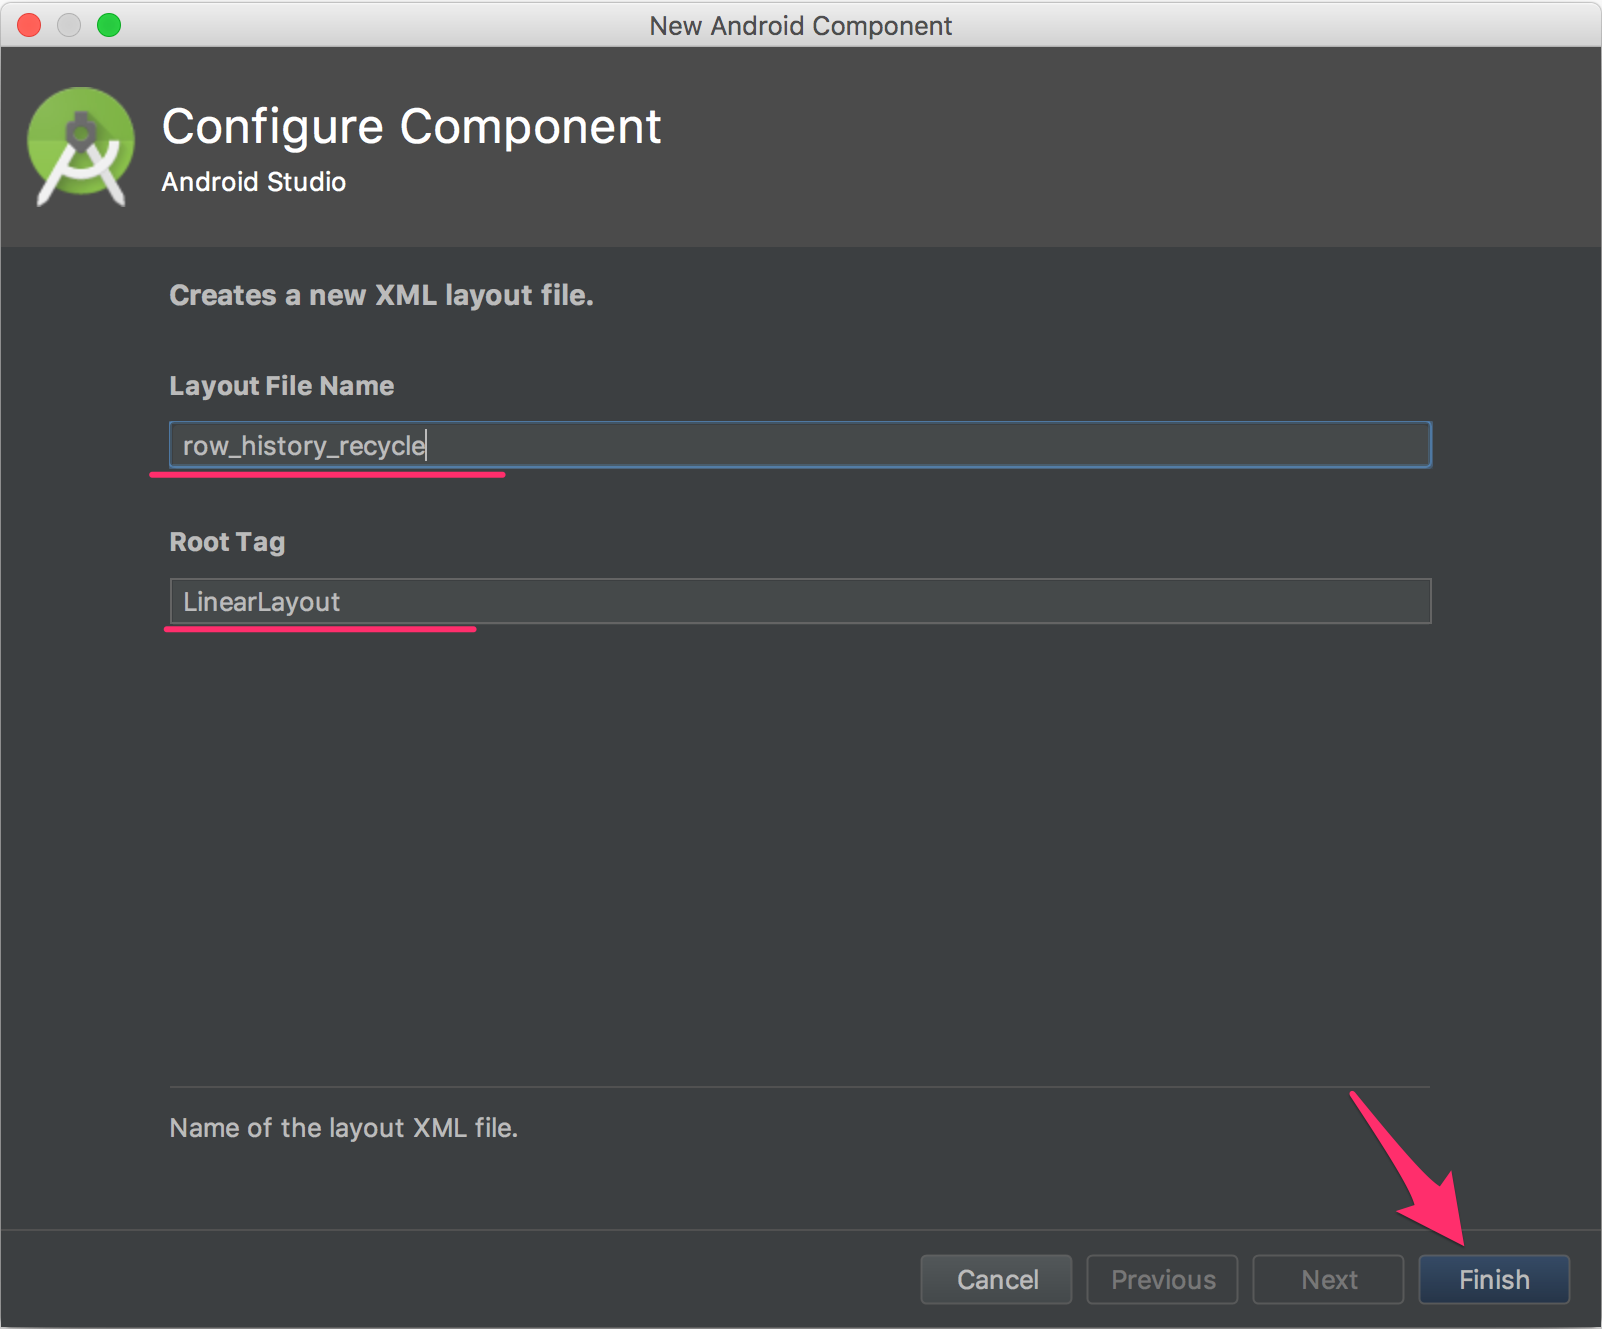 New Android Component
Configure Component
Android Studio
Creates a new XML layout file.
Layout File Name
row_history_recycle
Root Tag
LinearLayout
Name of the layout XML file.
Cancel Previous Next Finish